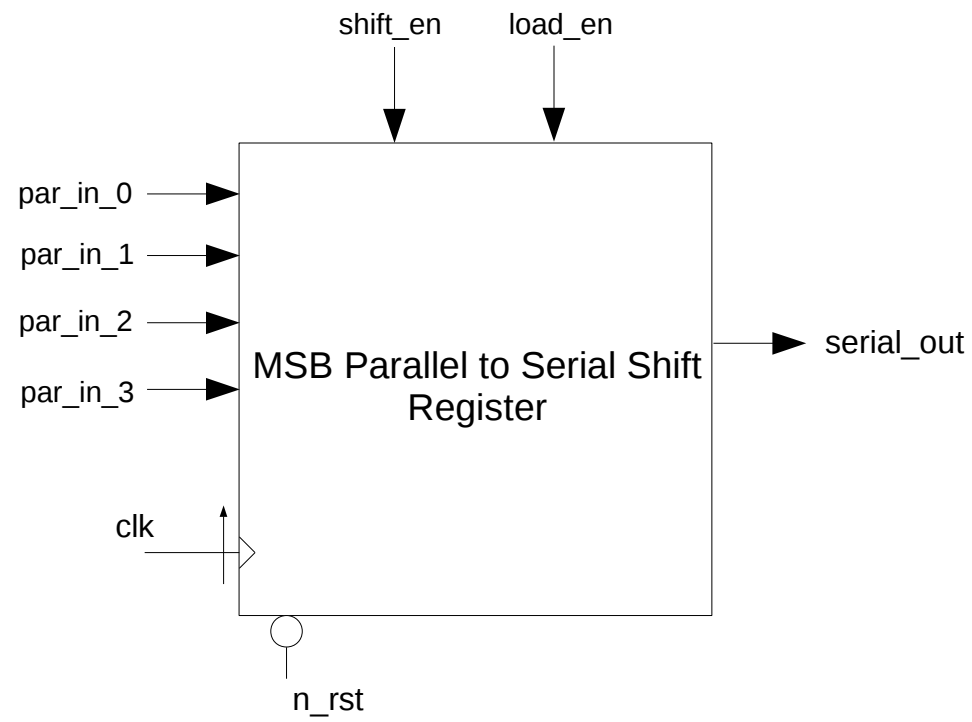 shift_en
load_en
par_in_0
par_in_1
par_in_2
par_in_3
MSB Parallel to Serial Shift
Register
serial_out
clk
n_rst